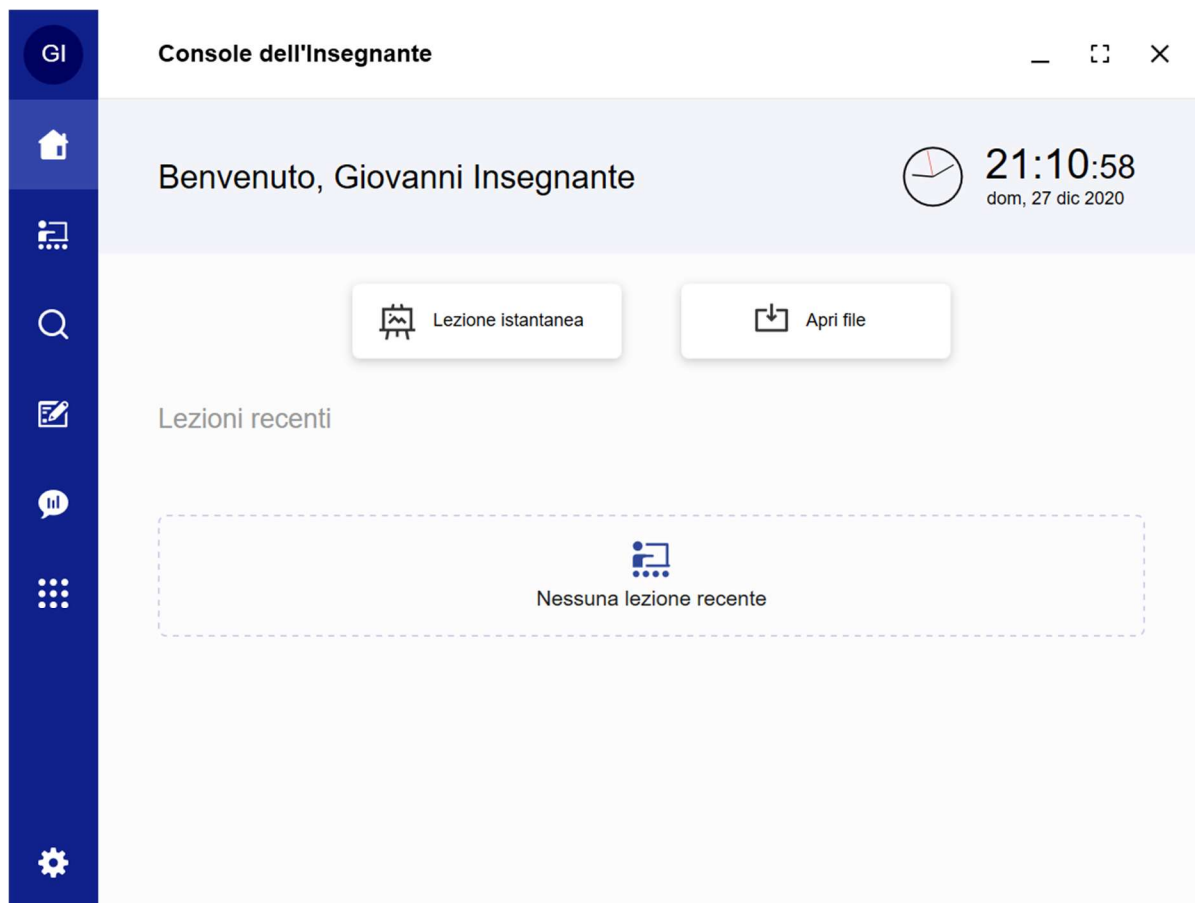 GI
Console dell'Insegnante
Benvenuto, Giovanni Insegnante
21:10:58
dom, 27 dic 2020
Lezione istantanea
Apri file
Lezioni recenti
Nessuna lezione recente